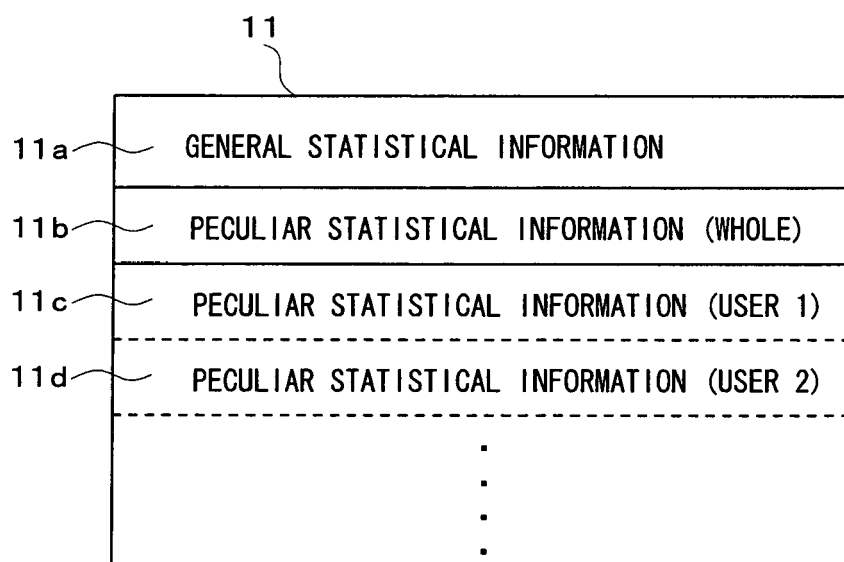 11
11a GENERAL STATISTICAL INFORMATION
11b PECULIAR STATISTICAL INFORMATION (WHOLE)
11c PECULIAR STATISTICAL INFORMATION (USER 1)
11d PECULIAR STATISTICAL INFORMATION (USER 2)